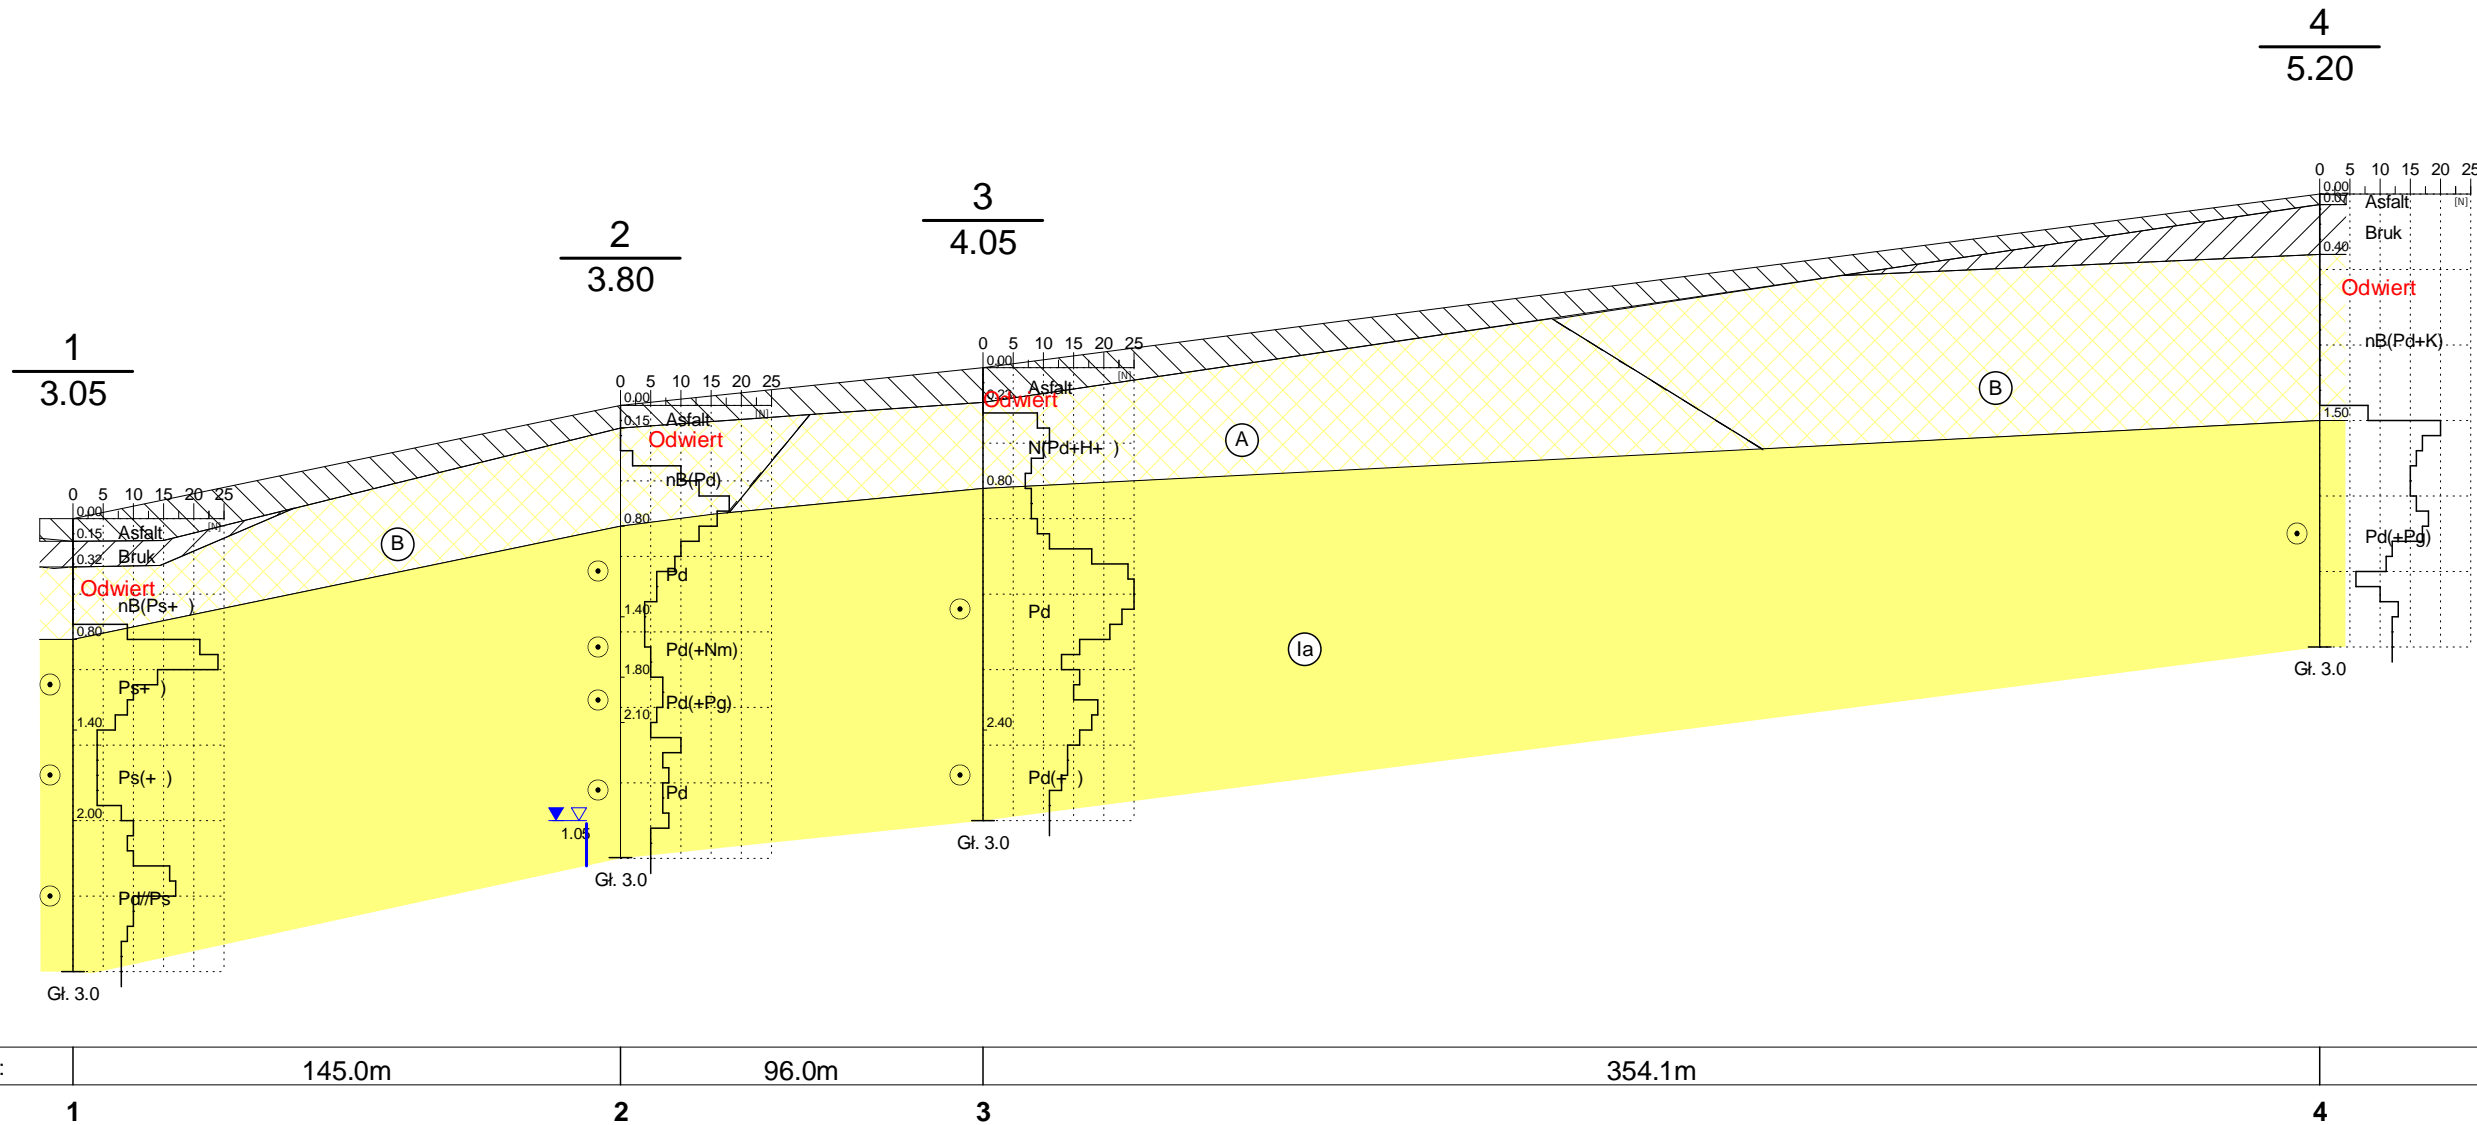 4
5.20
3
4.05
2
3.80
1
3.05
0 5 10 15 20 25
0.00
0.07
[N]
Asfalt
Bruk
0.40
Odwiert
nB(Pd+K)
1.50
Pd(+Pg)
Gł. 3.0
0 5 10 15 20 25
0.00
[N]
Asfalt
Odwiert
N(Pd+H+ )
0.80
Pd
2.40
Pd(+ )
Gł. 3.0
0 5 10 15 20 25
0.00
[N]
0.15
Asfalt
Odwiert
nB(Pd)
0.80
Pd
1.40
Pd(+Nm)
1.80
Pd(+Pg)
2.10
Pd
1.05
Gł. 3.0
0 5 10 15 20 25
0.00
[N]
0.15
Asfalt
0.32
Bruk
Odwiert
nB(Ps+ )
0.80
Ps+ )
1.40
Ps(+ )
2.00
Pd//Ps
Gł. 3.0
B
A
B
Ia
: 145.0m 96.0m 354.1m
1 2 3 4